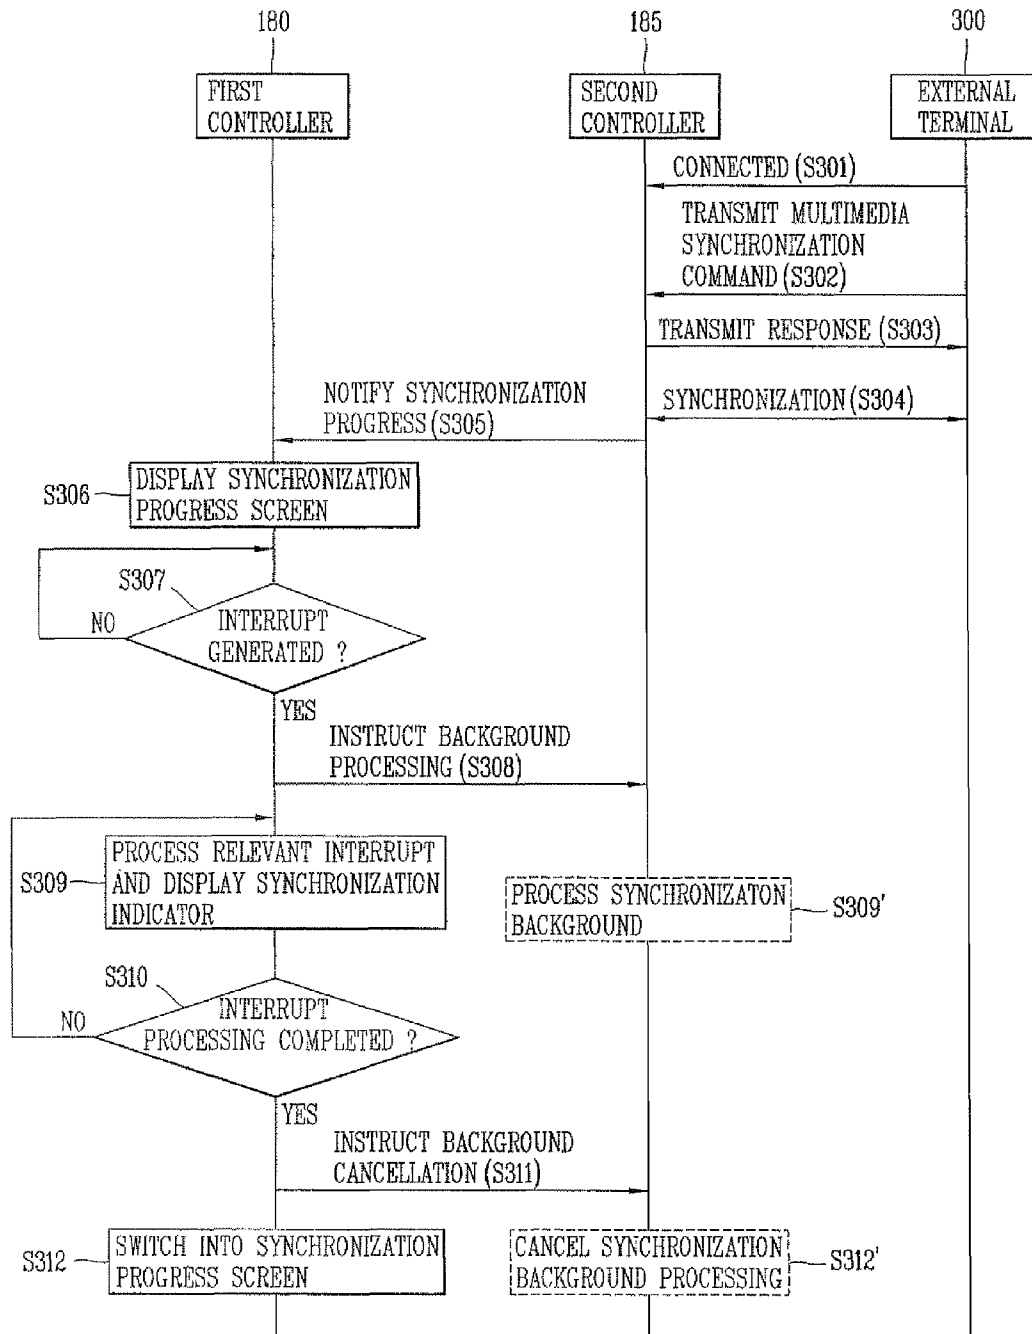 180
185
300
FIRST
CONTROLLER
SECOND
CONTROLLER
EXTERNAL
TERMINAL
CONNECTED (S301)
TRANSMIT MULTIMEDIA
SYNCHRONIZATION
COMMAND (S302)
TRANSMIT RESPONSE (S303)
NOTIFY SYNCHRONIZATION
PROGRESS (S305)
SYNCHRONIZATION (S304)
S306
DISPLAY SYNCHRONIZATION
PROGRESS SCREEN
S307
NO
INTERRUPT
GENERATED ?
YES
INSTRUCT BACKGROUND
PROCESSING (S308)
S309
PROCESS RELEVANT INTERRUPT
AND DISPLAY SYNCHRONIZATION
INDICATOR
PROCESS SYNCHRONIZATON
BACKGROUND
S309'
S310
NO
INTERRUPT
PROCESSING COMPLETED ?
YES
INSTRUCT BACKGROUND
CANCELLATION (S311)
S312
SWITCH INTO SYNCHRONIZATION
PROGRESS SCREEN
CANCEL SYNCHRONIZATION
BACKGROUND PROCESSING
S312'